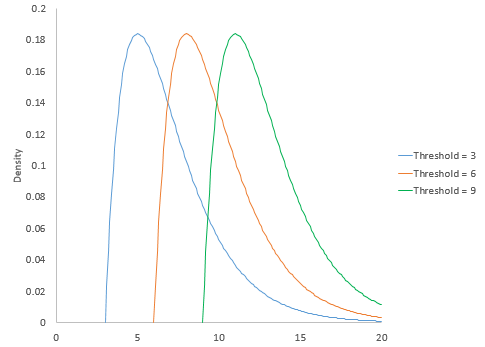 0.2
0.18
0.16
0.14
0.12
0.1
0.08
0.06
0.04
0.02
0
Density
0 5 10 15 20
Threshold = 3
Threshold = 6
Threshold = 9